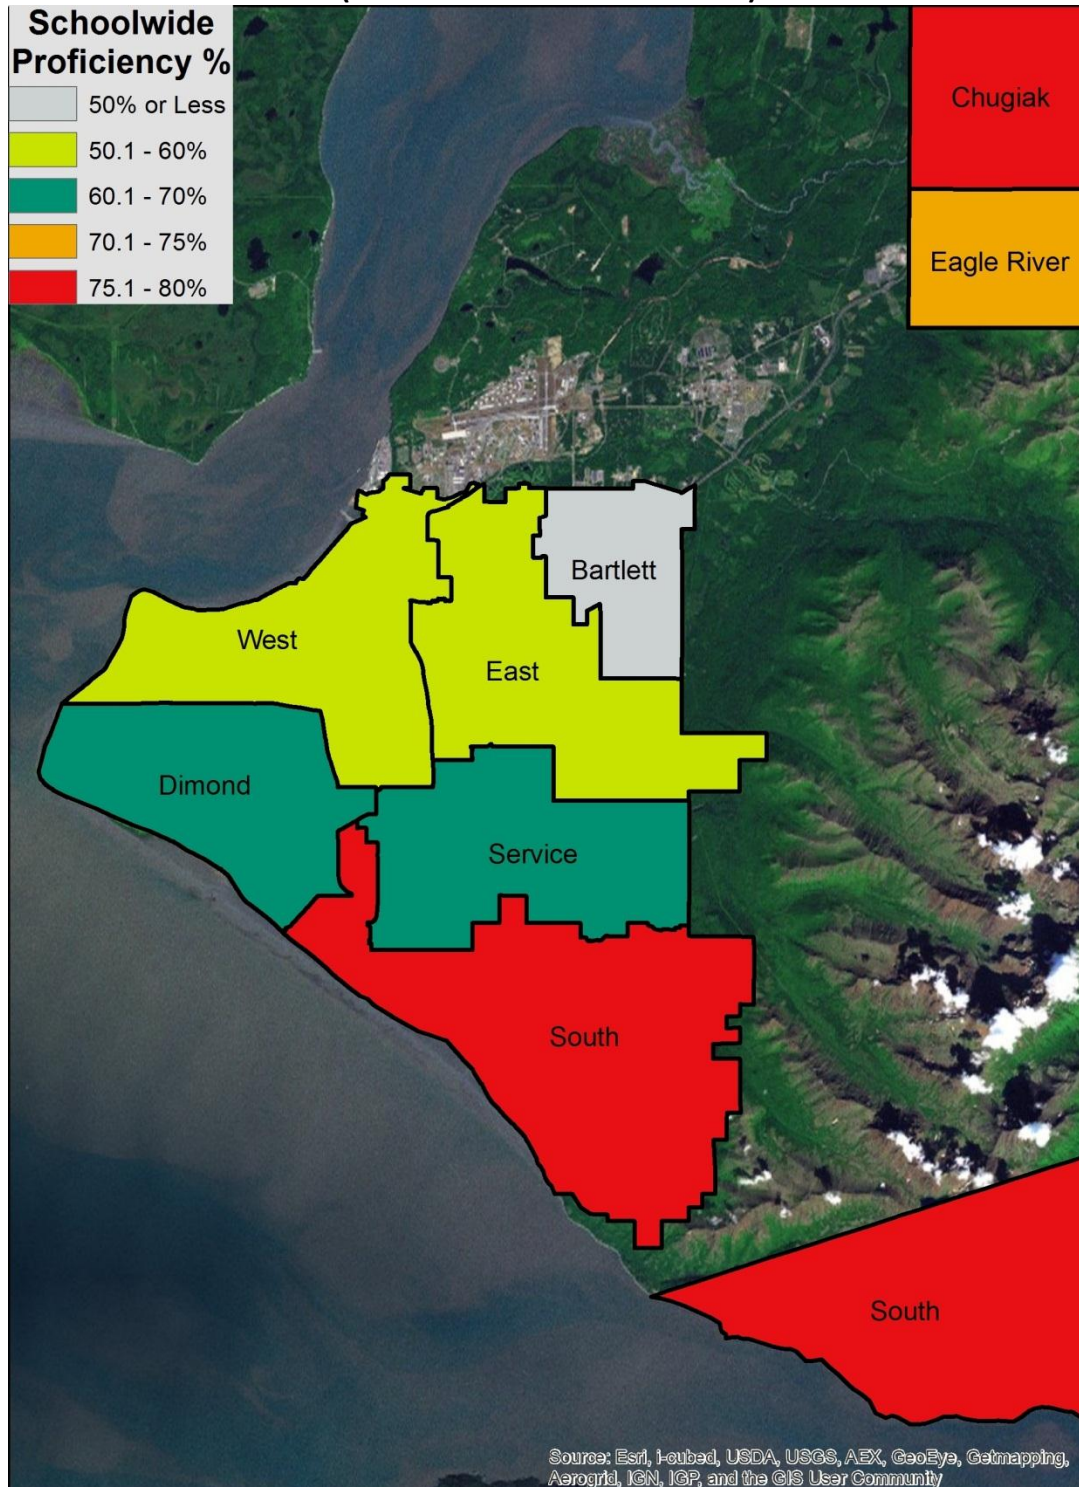 Schoolwide
Proficiency %
50% or Less
50.1 - 60%
60.1 - 70%
70.1 - 75%
75.1 - 80%
Chugiak
Eagle River
Bartlett
West
East
Dimond
Service
South
South
Source: Esri, i-cubed, USDA, USGS, AEX, GeoEye, Getmapping,
Aerogrid, IGN, IGP, and the GIS User Community